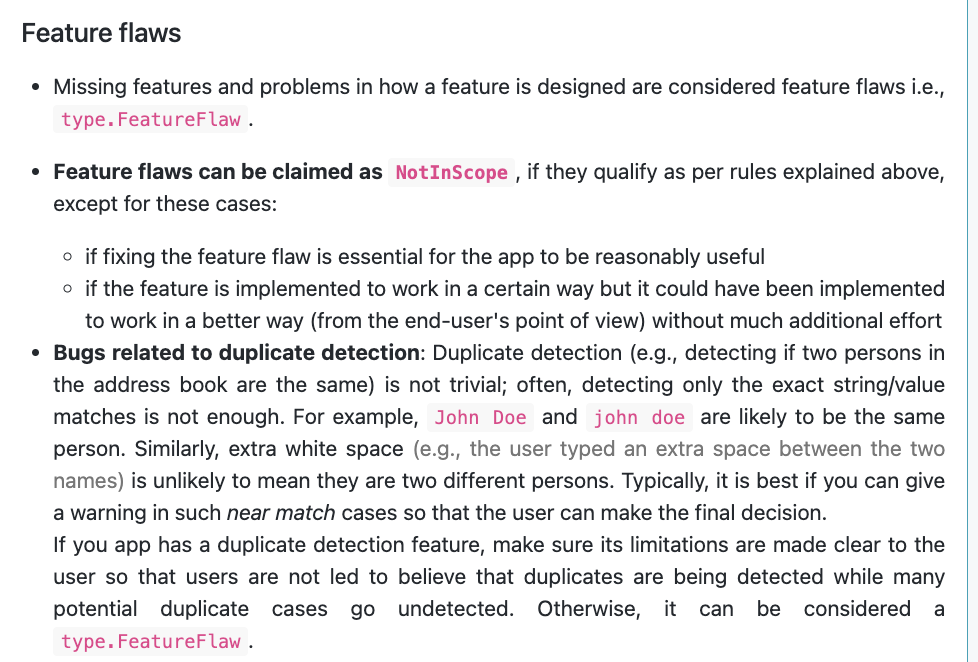 Feature flaws
Missing features and problems in how a feature is designed are considered feature flaws i.e.,
type.FeatureFlaw .
Feature flaws can be claimed as NotInScope , if they qualify as per rules explained above,
except for these cases:
if fixing the feature flaw is essential for the app to be reasonably useful
if the feature is implemented to work in a certain way but it could have been implemented
to work in a better way (from the end-user's point of view) without much additional effort
Bugs related to duplicate detection: Duplicate detection (e.g., detecting if two persons in
the address book are the same) is not trivial; often, detecting only the exact string/value
matches is not enough. For example, John Doe and john doe are likely to be the same
person. Similarly, extra white space (e.g., the user typed an extra space between the two
names) is unlikely to mean they are two different persons. Typically, it is best if you can give
a warning in such near match cases so that the user can make the final decision.
If you app has a duplicate detection feature, make sure its limitations are made clear to the
user so that users are not led to believe that duplicates are being detected while many
potential duplicate cases go undetected. Otherwise, it can be considered a
type.FeatureFlaw .